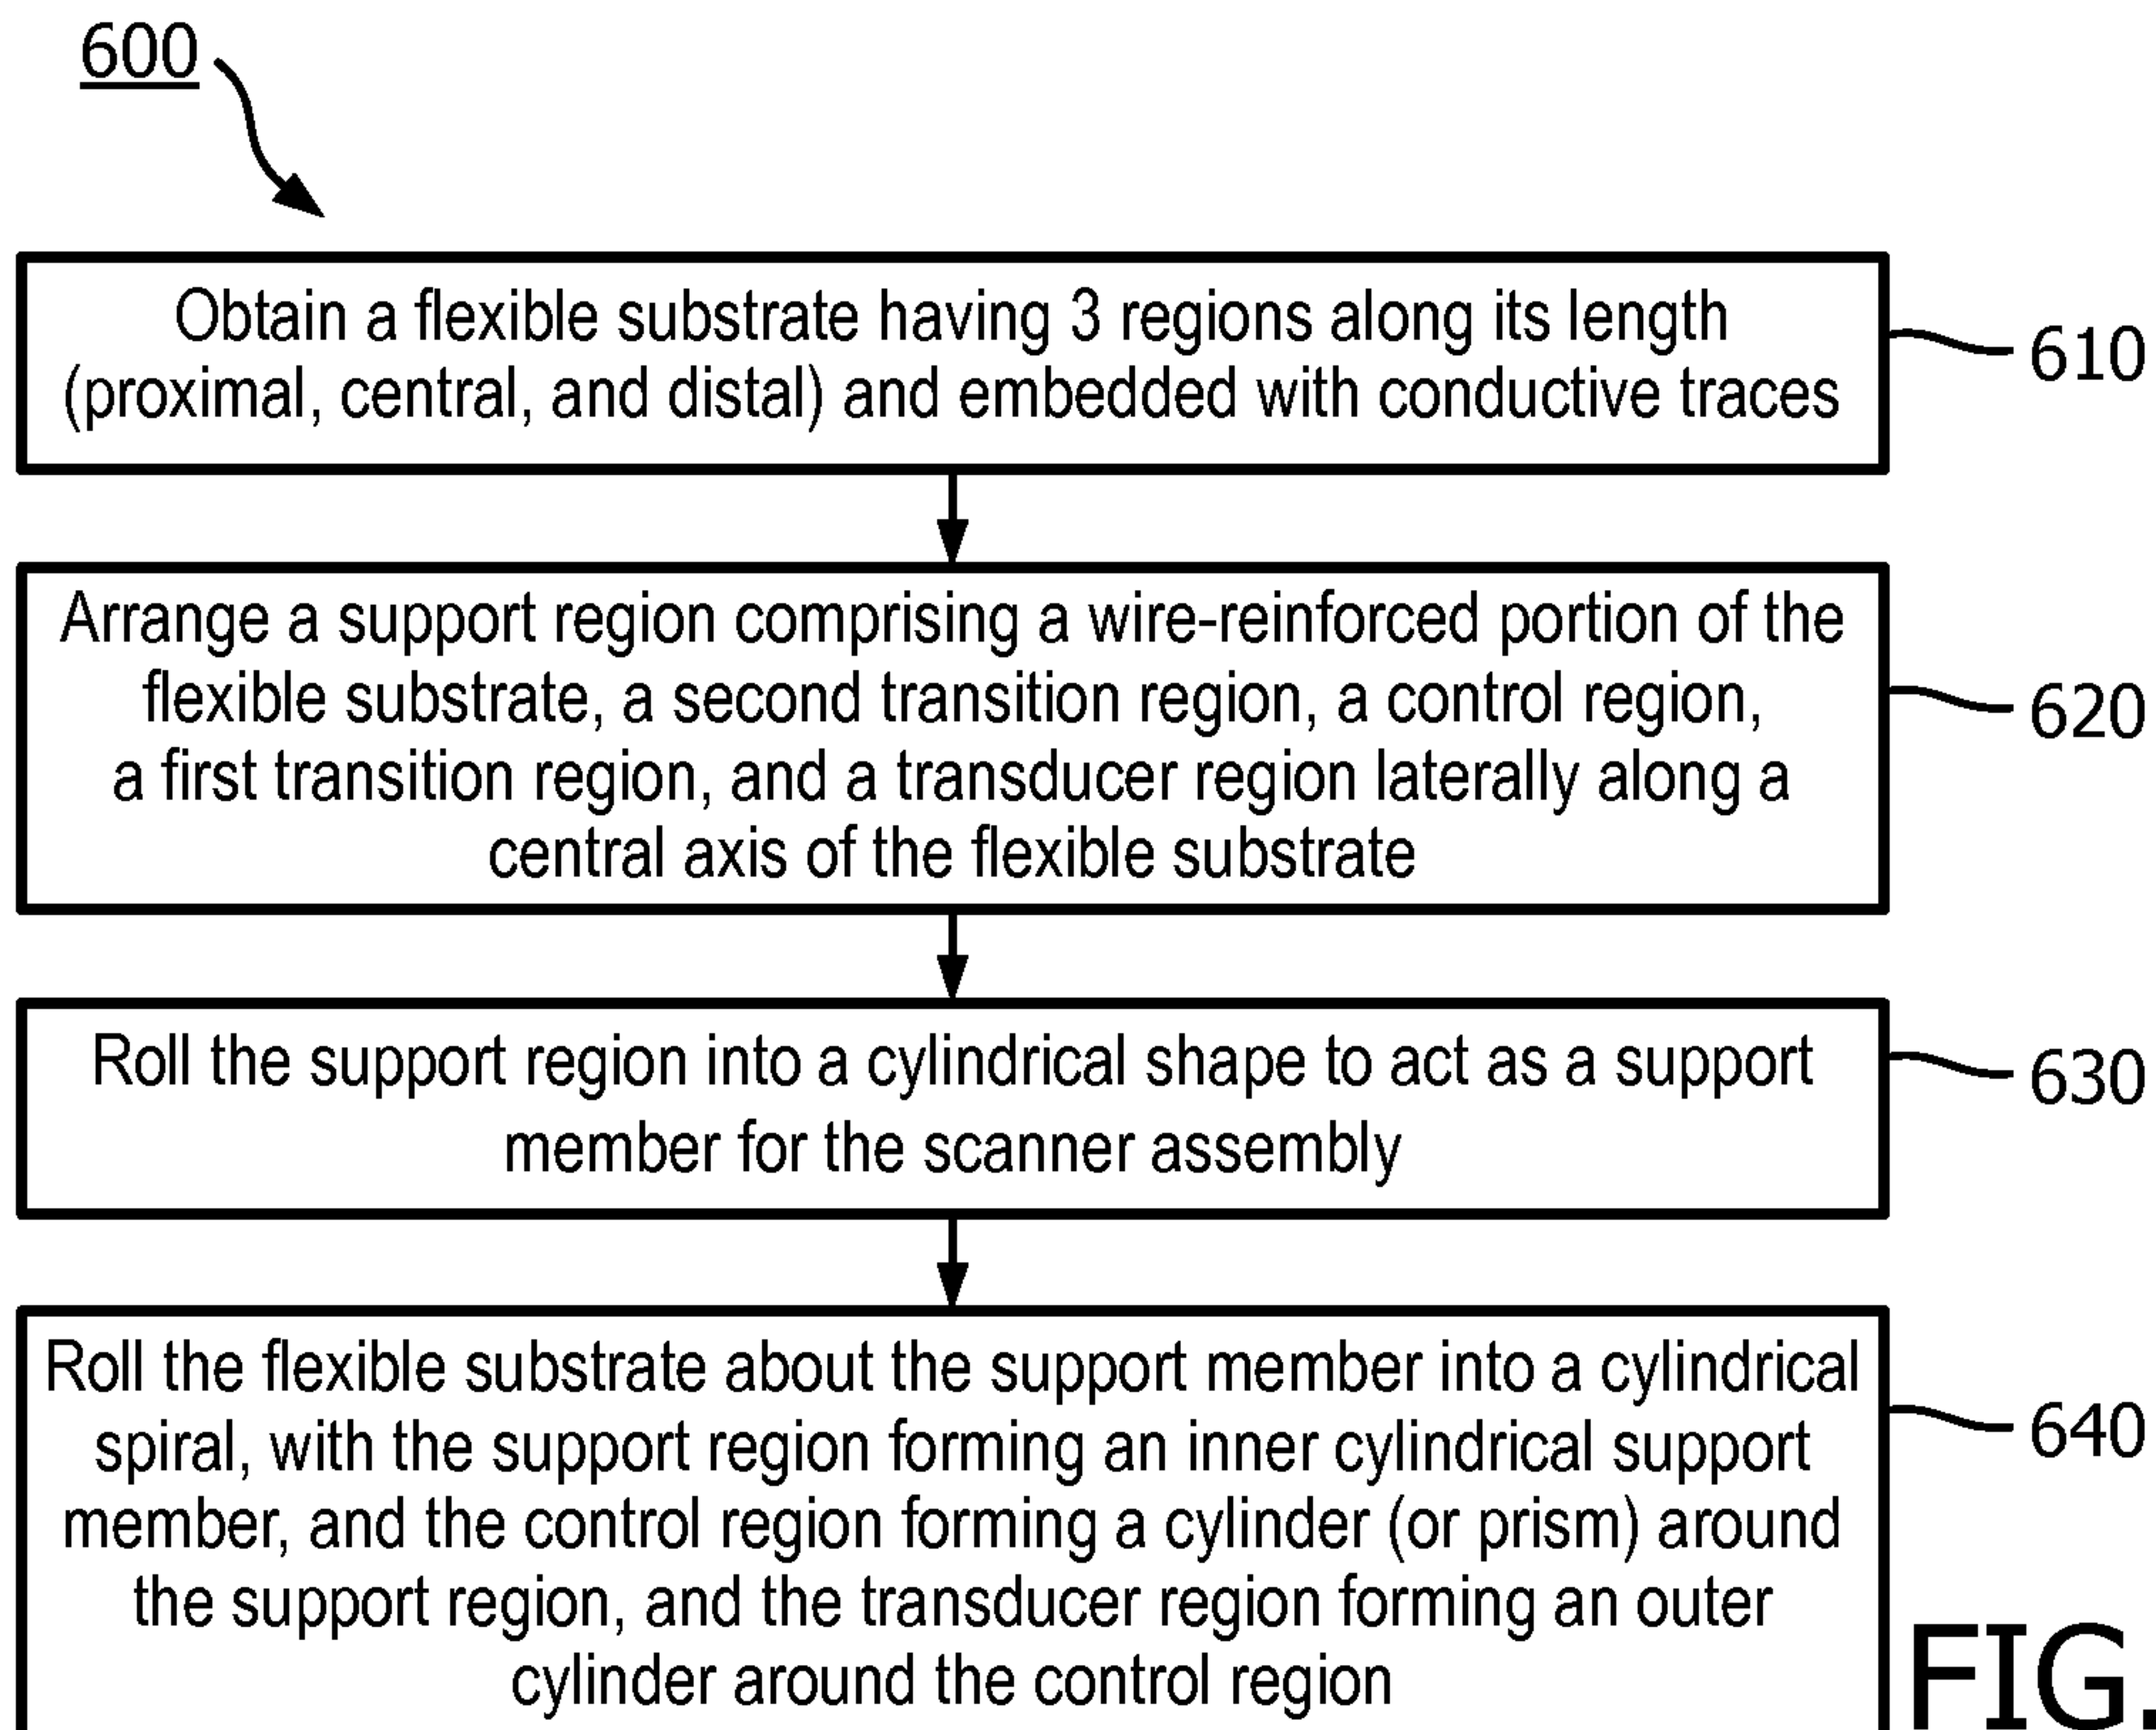 600
Obtain a flexible substrate having 3 regions along its length
(proximal, central, and distal) and embedded with conductive traces
610
Arrange a support region comprising a wire-reinforced portion of the
flexible substrate, a second transition region, a control region,
a first transition region, and a transducer region laterally along a
central axis of the flexible substrate
620
Roll the support region into a cylindrical shape to act as a support
member for the scanner assembly
630
Roll the flexible substrate about the support member into a cylindrical
spiral, with the support region forming an inner cylindrical support
member, and the control region forming a cylinder (or prism) around
the support region, and the transducer region forming an outer
cylinder around the control region
640
FIG.